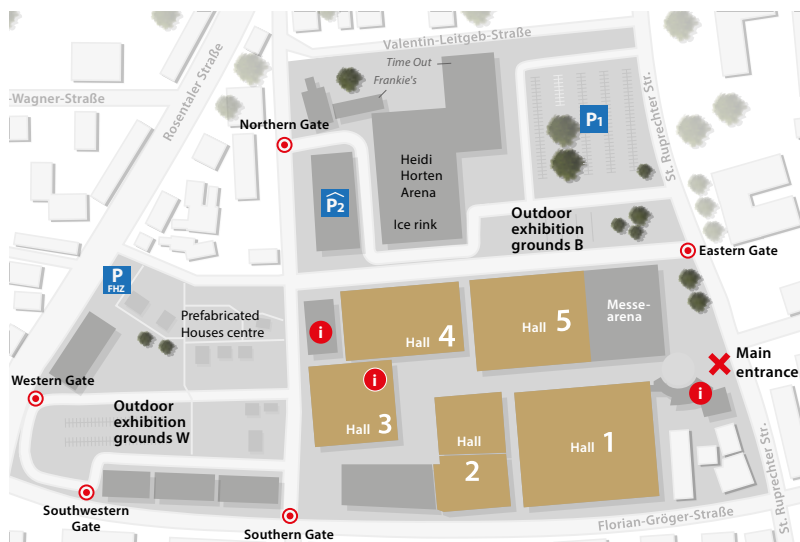 Valentin-Leitgeb-Straße
Time Out
Frankie's
-Wagner-Straße
Rosentaler Straße
St. Ruprechter Str.
Northern Gate
P1
Heidi
Horten
Arena
Ice rink
P2
Outdoor
exhibition
grounds B
Eastern Gate
P
FHZ
Prefabricated
Houses centre
i
Hall 4
Hall 5
Messe-
arena
Main
entrance
i
Western Gate
Outdoor
exhibition
grounds W
Hall 3
Hall
2
Hall 1
i
Southwestern
Gate
Southern Gate
Florian-Gröger-Straße
St. Ruprechter Str.